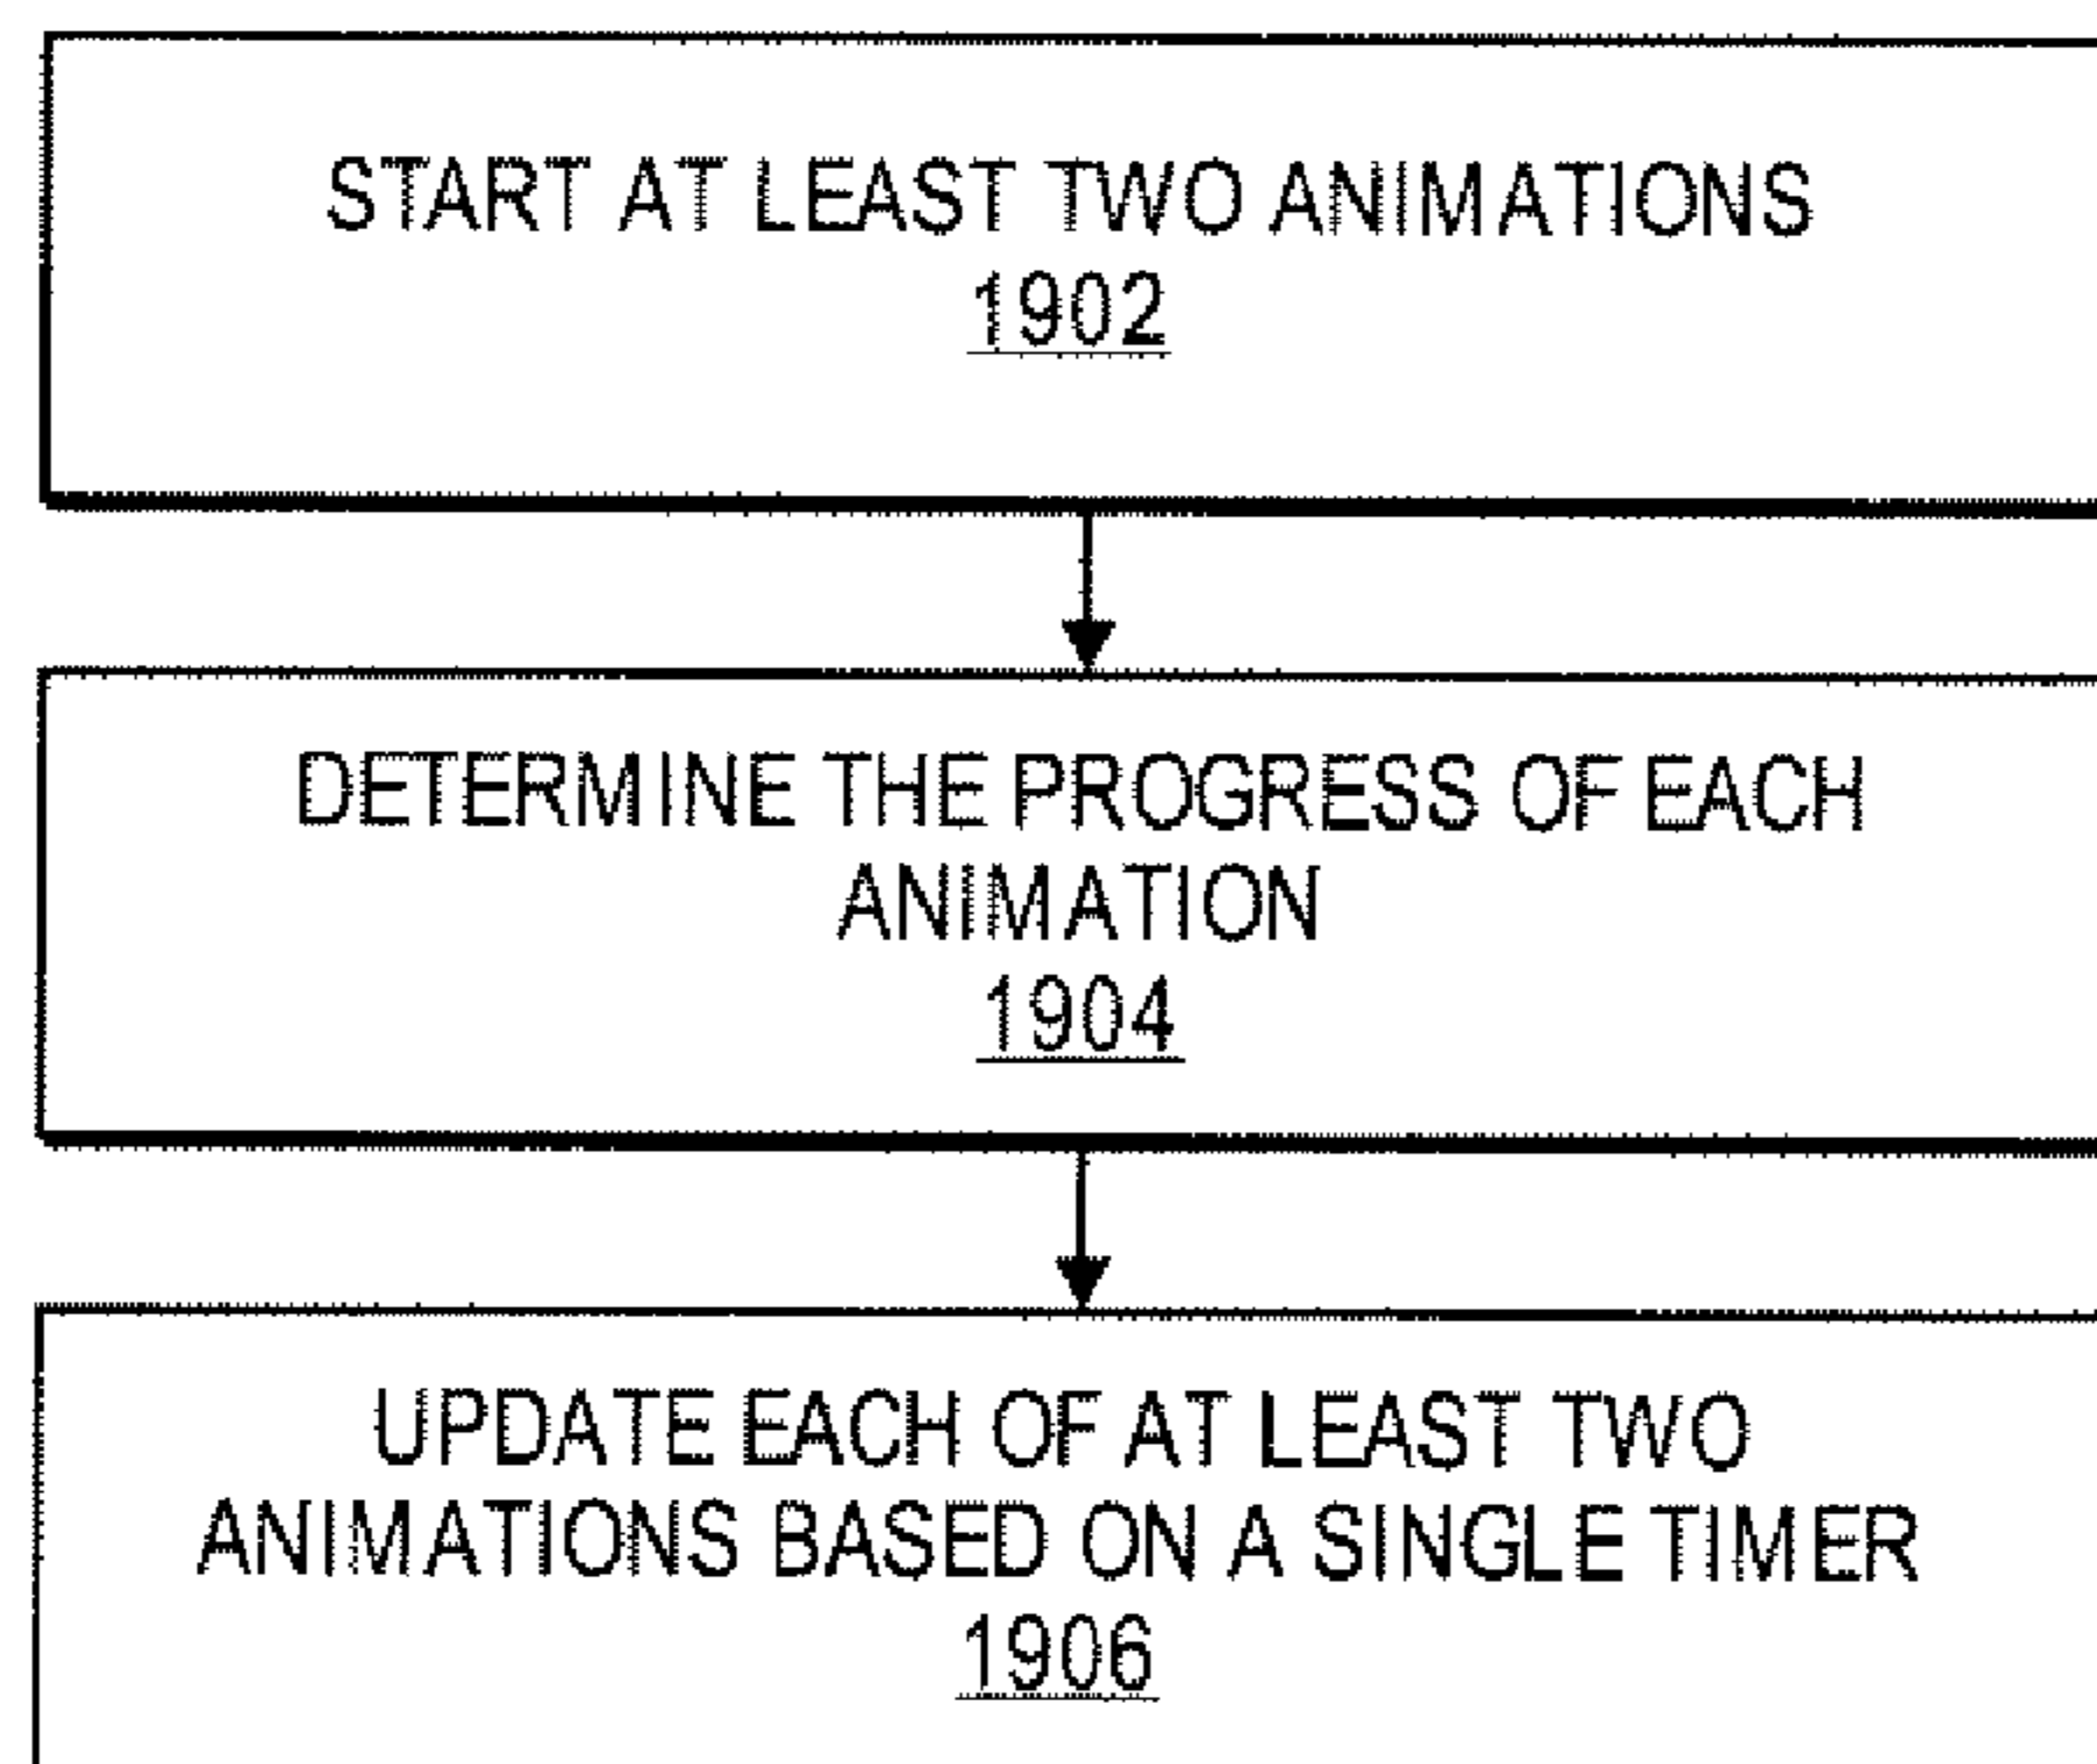 START AT LEAST TWO ANIMATIONS
1902
DETERMINE THE PROGRESS OF EACH
ANIMATION
1904
UPDATE EACH OF AT LEAST TWO
ANIMATIONS BASED ON A SINGLE TIMER
1906